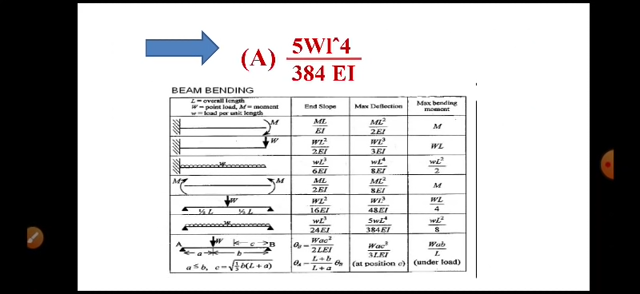 (A) 5Wl^4
384 EI
BEAM BENDING
L = overall length
W = point load, M = moment
w = load per unit length
End Slope
Max Deflection
Max bending moment
M
ML/EI
ML²/2EI
M
W
WL²/2EI
WL³/3EI
WL
w
wL³/6EI
wL⁴/8EI
wL²/2
M M
ML/2EI
ML²/8EI
M
W
½ L ½ L
WL²/16EI
WL³/48EI
WL/4
w
wL³/24EI
5wL⁴/384EI
wL²/8
A W c B
a b
a ≤ b, c = √⅓b(L + a)
θB = Wac²/2LEI
θA = L+b/L+a θB
Wac³/3LEI
(at position c)
Wab/L
(under load)